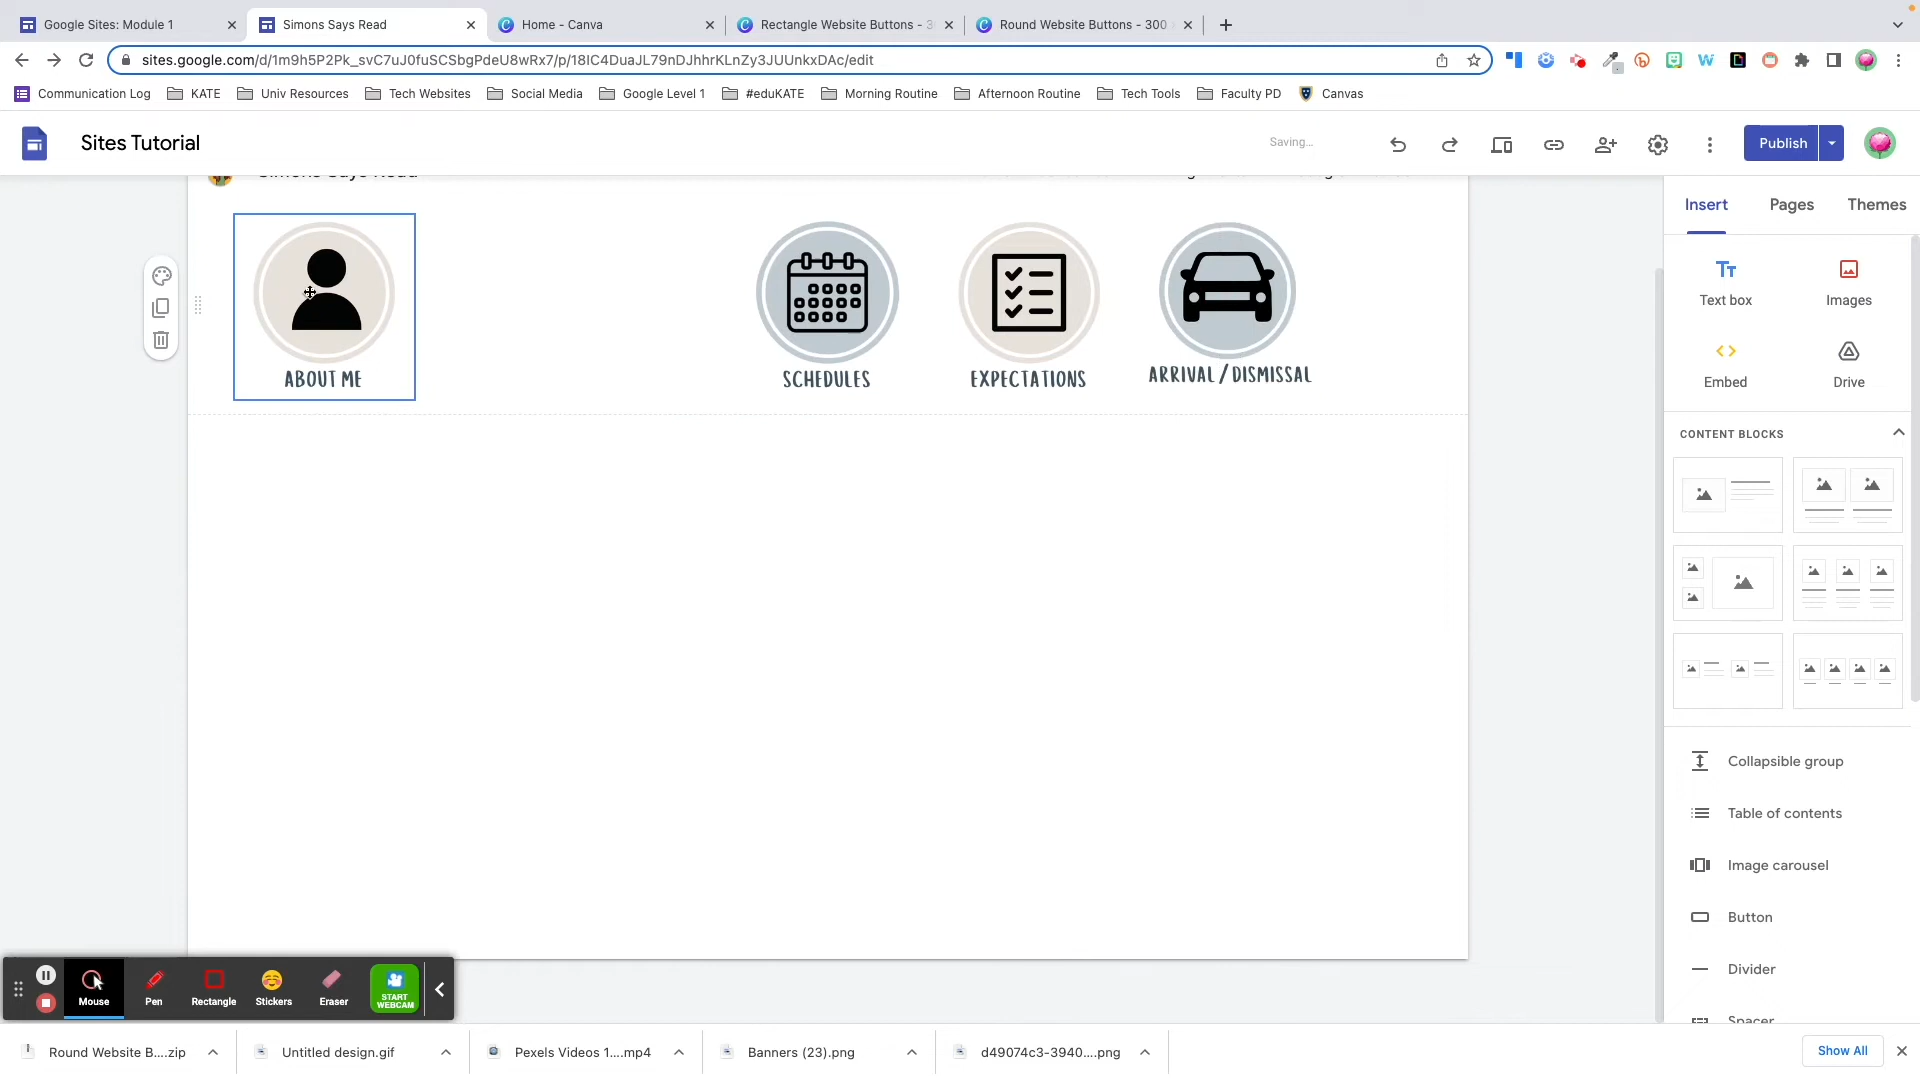 Google Sites: Module 1
Simons Says Read
Home - Canva
Rectangle Website Buttons - 3
Round Website Buttons - 300
sites.google.com/d/1m9h5P2Pk_svC7uJ0fuSCSbgPdeU8wRx7/p/18IC4DuaJL79nDJhhrKLnZy3JUUnkxDAc/edit
Communication Log
KATE
Univ Resources
Tech Websites
Social Media
Google Level 1
#eduKATE
Morning Routine
Afternoon Routine
Tech Tools
Faculty PD
Canvas
Sites Tutorial
Saving...
Publish
Simons Says Read
Insert
Pages
Themes
ABOUT ME
SCHEDULES
EXPECTATIONS
ARRIVAL / DISMISSAL
Text box
Images
Embed
Drive
CONTENT BLOCKS
Collapsible group
Table of contents
Image carousel
Button
Divider
Spacer
Mouse
Pen
Rectangle
Stickers
Eraser
START
WEBCAM
Round Website B....zip
Untitled design.gif
Pexels Videos 1....mp4
Banners (23).png
d49074c3-3940....png
Show All